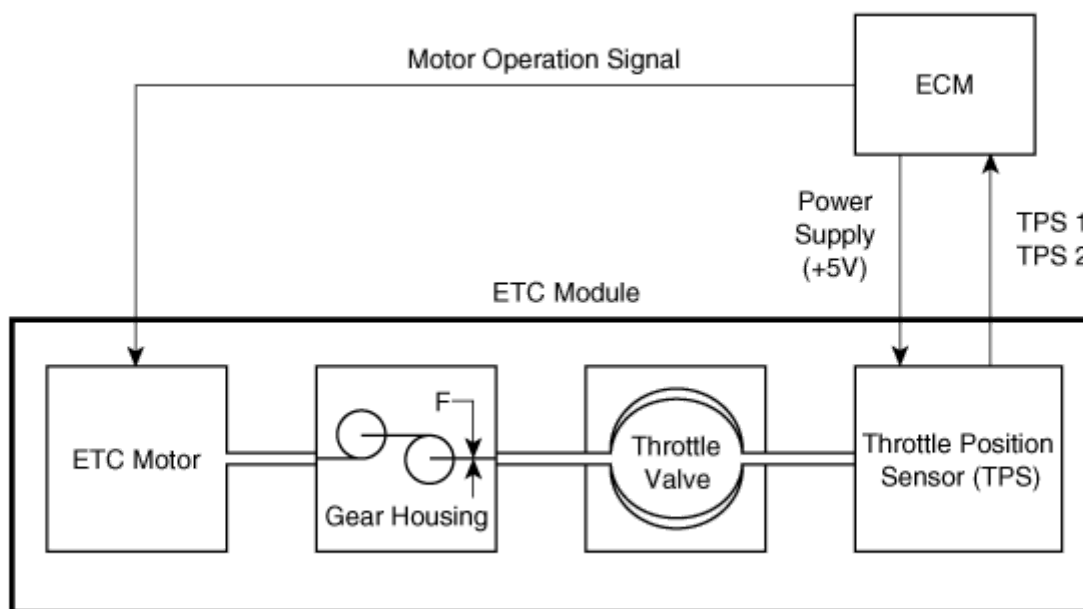 Motor Operation Signal
ECM
Power
Supply
(+5V)
TPS 1
TPS 2
ETC Module
ETC Motor
F
Gear Housing
Throttle
Valve
Throttle Position
Sensor (TPS)